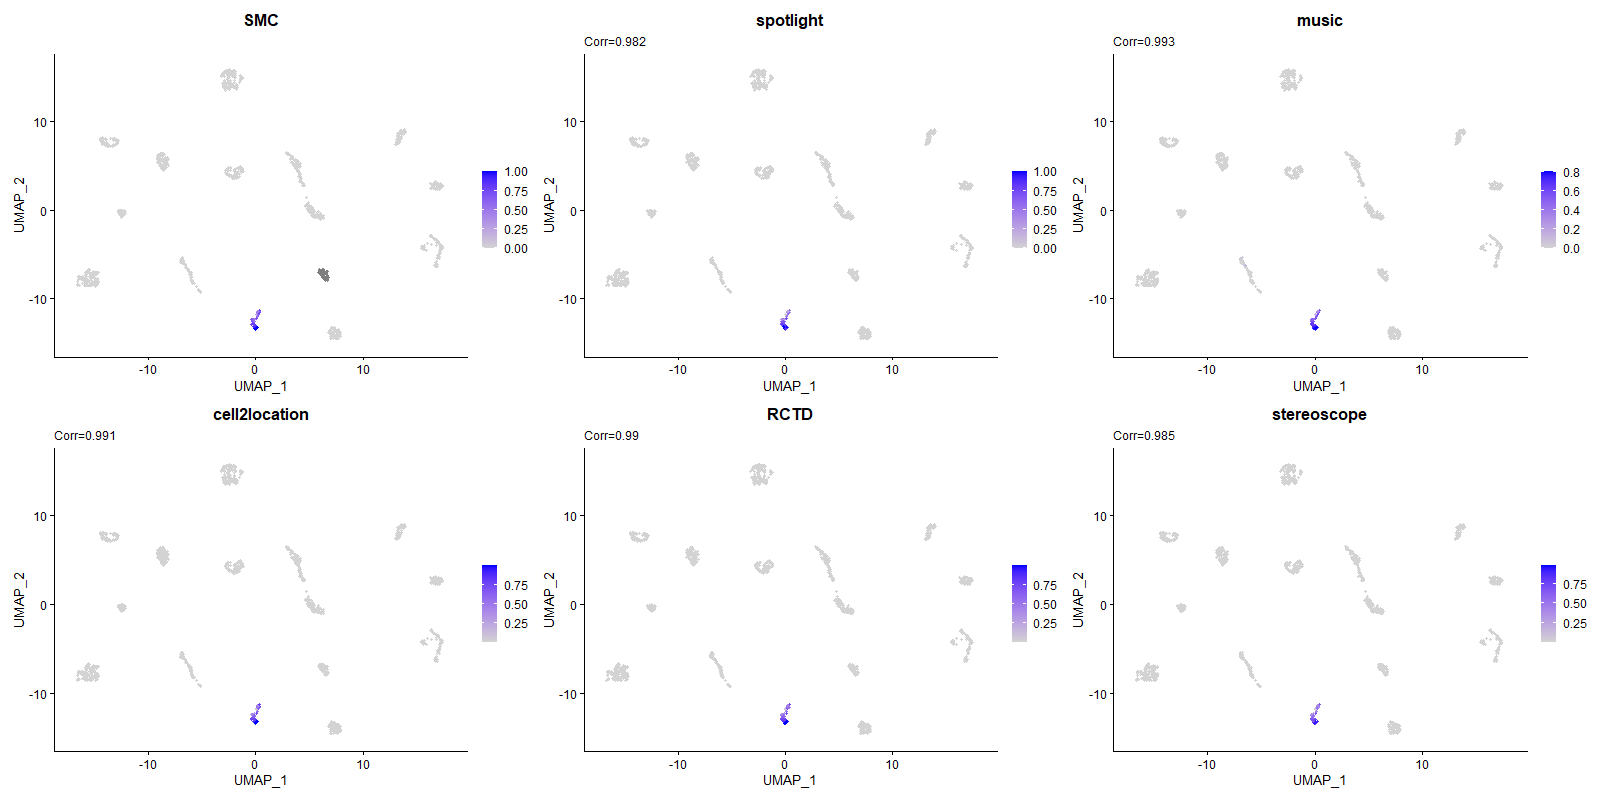 SMC
spotlight
music
Corr=0.982
Corr=0.993
UMAP_2
10
0
-10
1.00
0.75
0.50
0.25
0.00
-10
0
10
UMAP_1
UMAP_2
10
0
-10
1.00
0.75
0.50
0.25
0.00
-10
0
10
UMAP_1
UMAP_2
10
0
-10
0.8
0.6
0.4
0.2
0.0
-10
0
10
UMAP_1
cell2location
RCTD
stereoscope
Corr=0.991
Corr=0.99
Corr=0.985
UMAP_2
10
0
-10
0.75
0.50
0.25
-10
0
10
UMAP_1
UMAP_2
10
0
-10
0.75
0.50
0.25
-10
0
10
UMAP_1
UMAP_2
10
0
-10
0.75
0.50
0.25
-10
0
10
UMAP_1